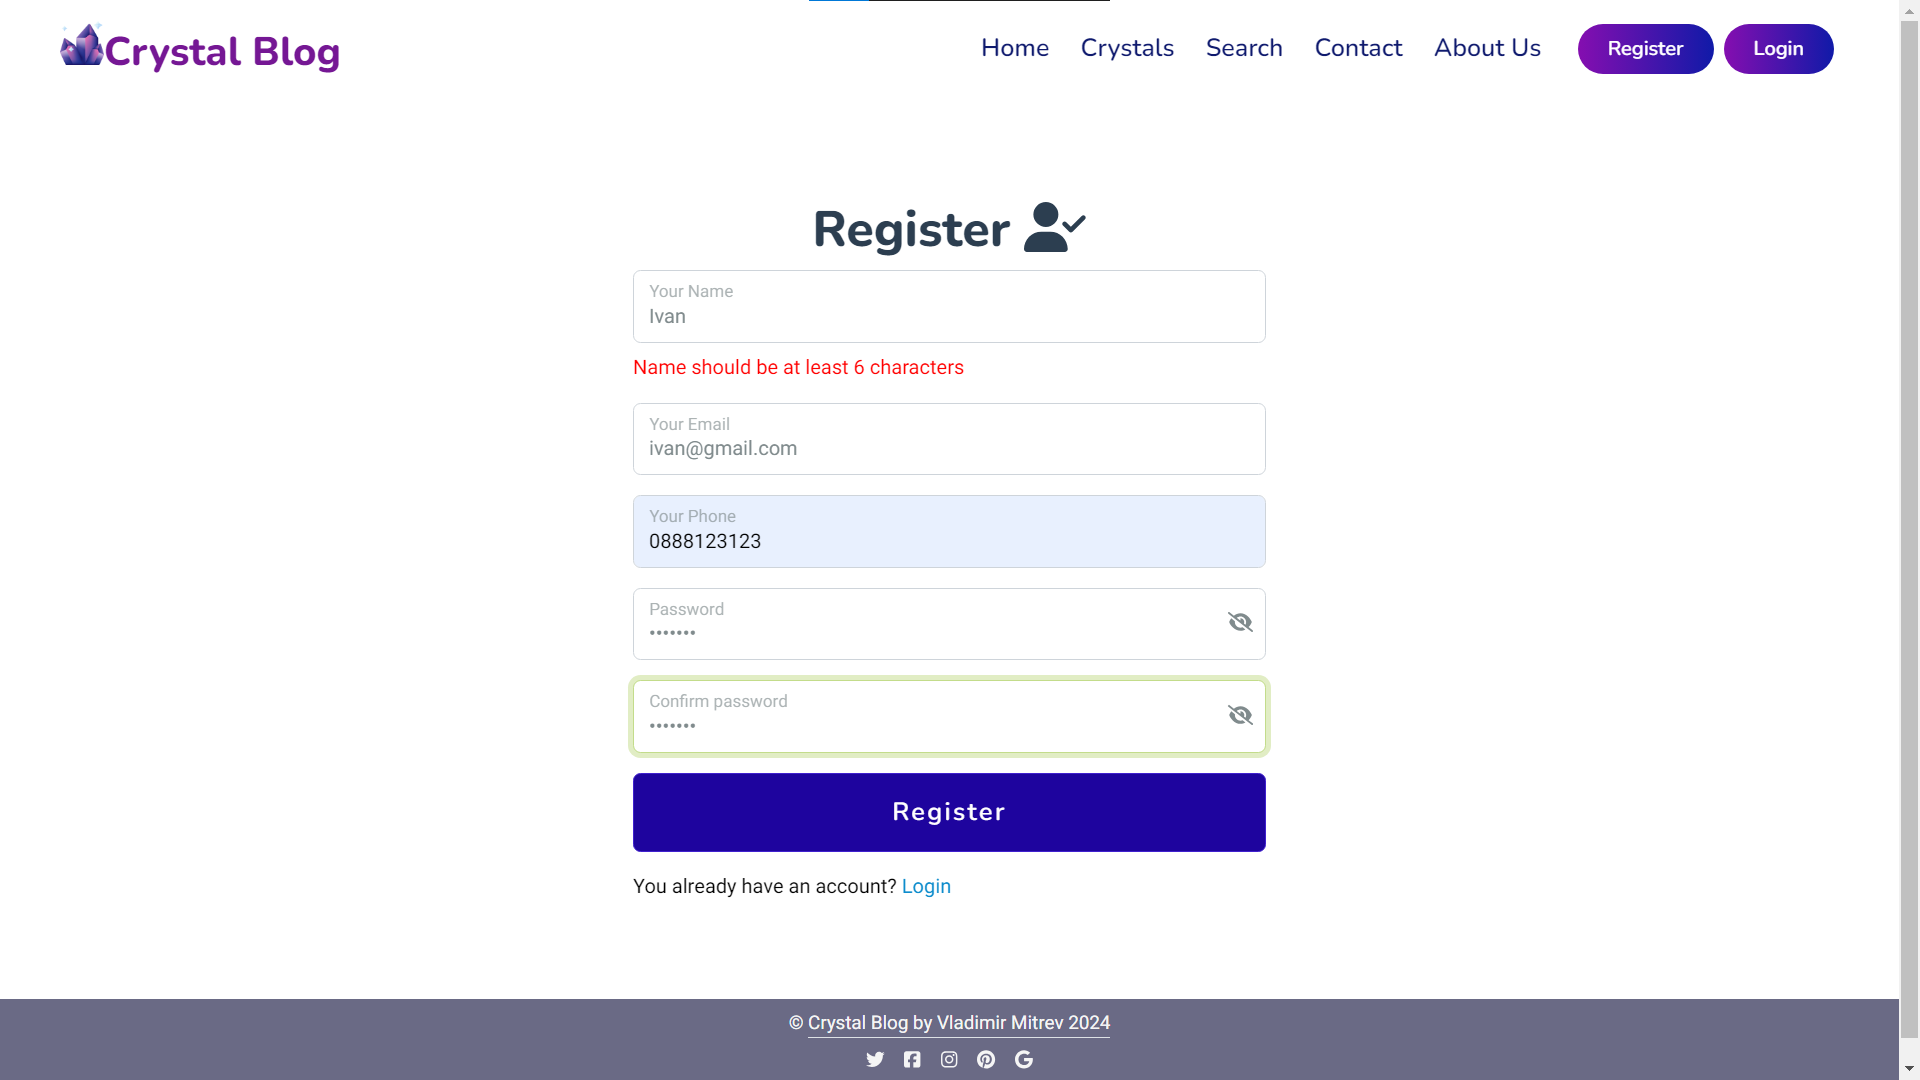 Crystal Blog
Home Crystals Search Contact About Us Register Login
Register
Your Name
Ivan
Name should be at least 6 characters
Your Email
ivan@gmail.com
Your Phone
0888123123
Password
•••••••
Confirm password
•••••••
Register
You already have an account? Login
© Crystal Blog by Vladimir Mitrev 2024